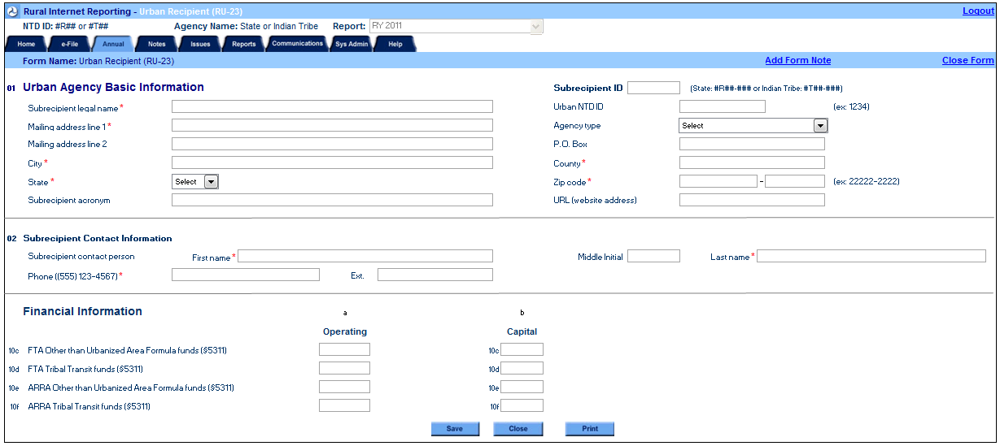 Rural Internet Reporting - Urban Recipient (RU-23) Logout
NTD ID: #R## or #T## Agency Name: State or Indian Tribe Report: RY 2011
Home e-File Annual Notes Issues Reports Communications Sys Admin Help
Form Name: Urban Recipient (RU-23) Add Form Note Close Form
01 Urban Agency Basic Information Subrecipient ID (State: #R##-### or Indian Tribe: #T##-###)
Subrecipient legal name* Urban NTD ID (ex: 1234)
Mailing address line 1* Agency type Select
Mailing address line 2 P.O. Box
City* County*
State* Select Zip code* - (ex: 22222-2222)
Subrecipient acronym URL (website address)
02 Subrecipient Contact Information
Subrecipient contact person First name* Middle Initial Last name*
Phone ((555) 123-4567)* Ext.
Financial Information a b
Operating Capital
10c FTA Other than Urbanized Area Formula funds (§5311) 10c
10d FTA Tribal Transit funds (§5311) 10d
10e ARRA Other than Urbanized Area Formula funds (§5311) 10e
10f ARRA Tribal Transit funds (§5311) 10f
Save Close Print